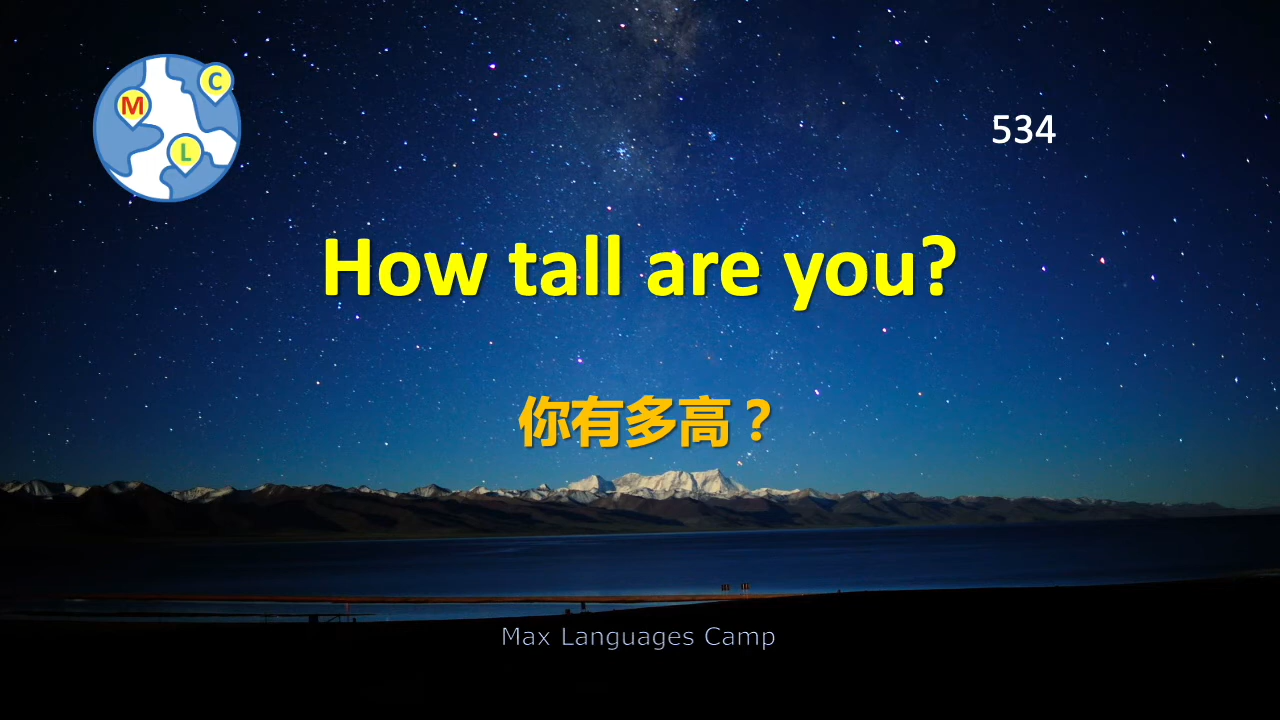 M
C
L
534
How tall are you?
你有多高？
Max Languages Camp